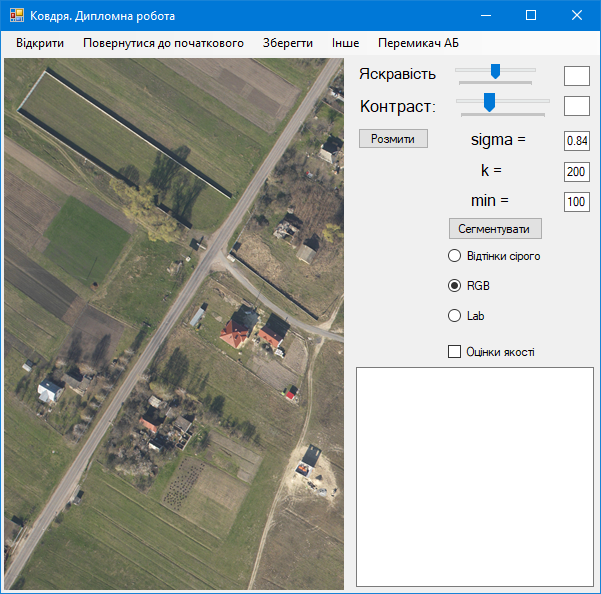 Ковдря. Дипломна робота
Відкрити Повернутися до початкового Зберегти Інше Перемикач АБ
Яскравість
Контраст:
Розмити sigma = 0.84
k = 200
min = 100
Сегментувати
Відтінки сірого
RGB
Lab
Оцінки якості